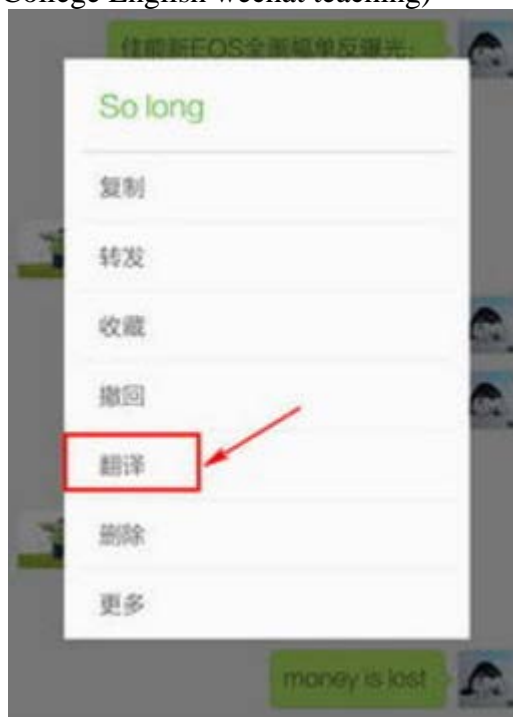 College English wechat teaching)
佳能新EOS全画幅单反曝光:
So long
复制
转发
收藏
撤回
翻译
删除
更多
money is lost